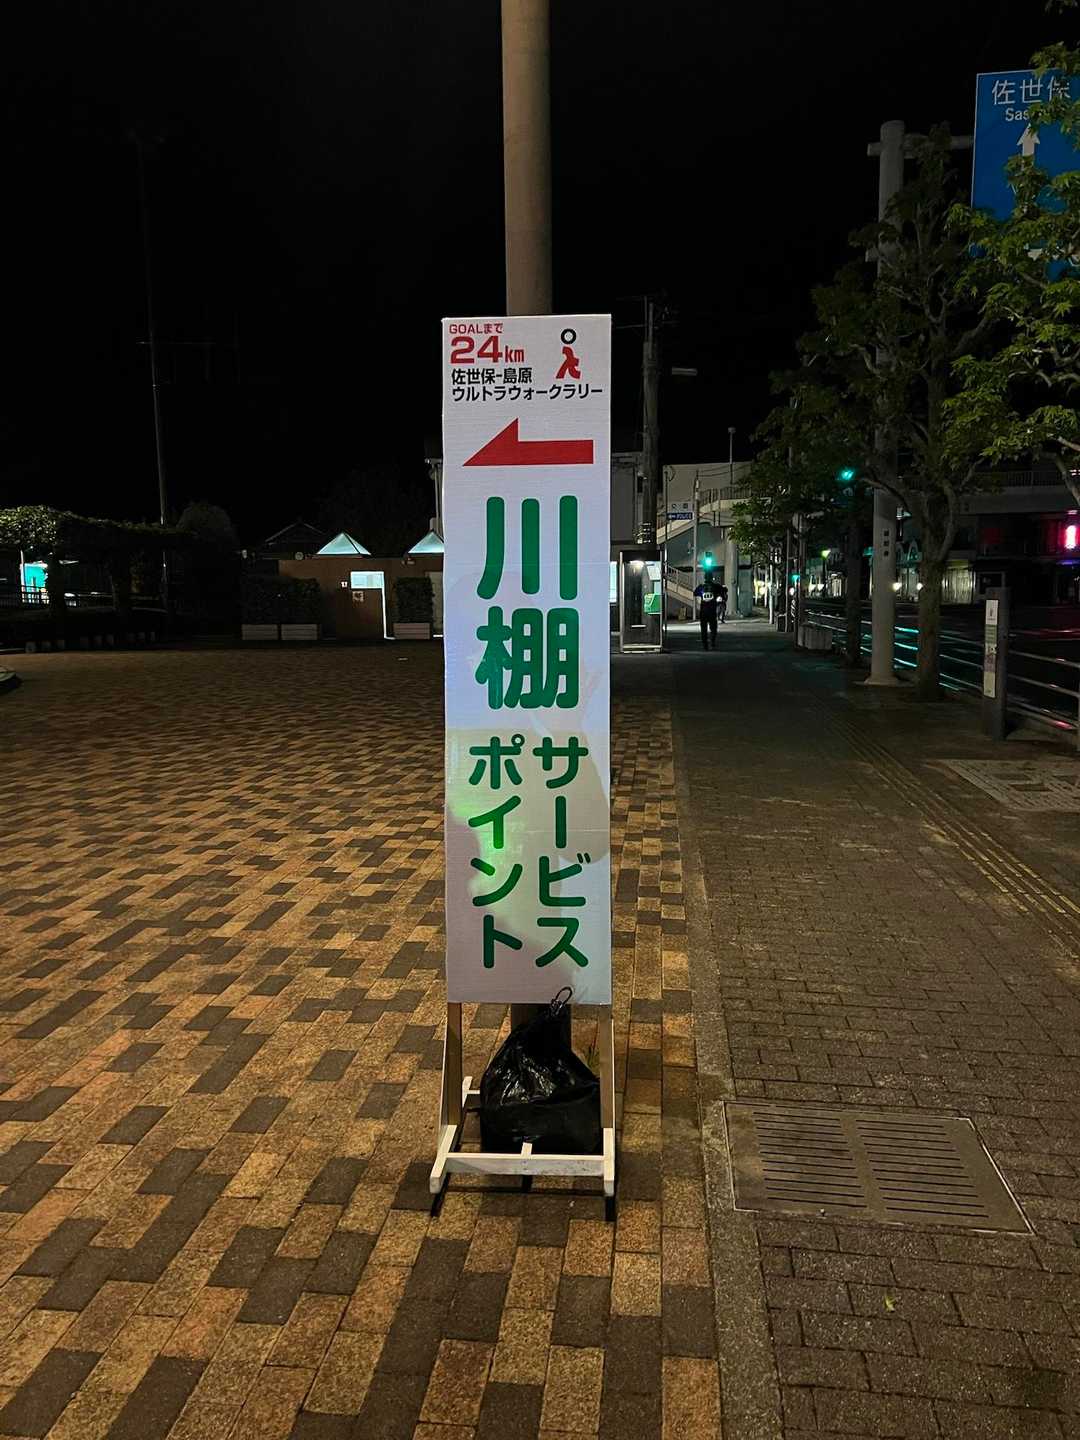 GOALまで
24km
佐世保-島原
ウルトラウォークラリー
川棚
サービス
ポイント
佐世保